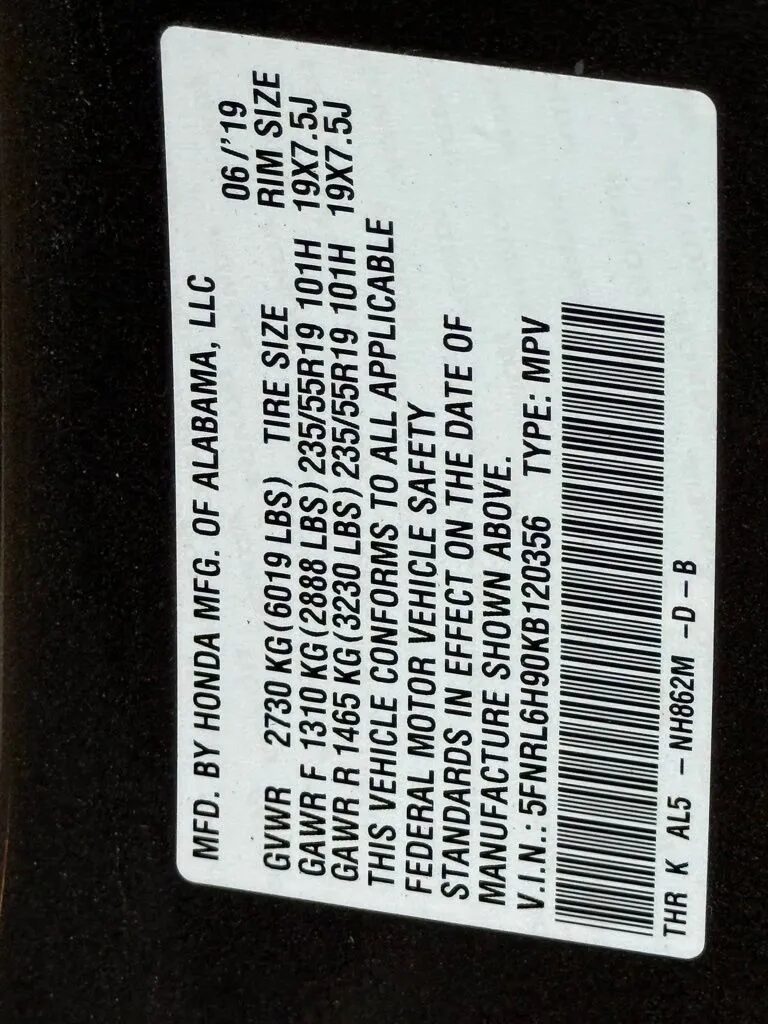 MFD. BY HONDA MFG. OF ALABAMA, LLC 06/'19
GVWR 2730 KG(6019 LBS) TIRE SIZE RIM SIZE
GAWR F 1310 KG(2888 LBS) 235/55R19 101H 19X7.5J
GAWR R 1465 KG(3230 LBS) 235/55R19 101H 19X7.5J
THIS VEHICLE CONFORMS TO ALL APPLICABLE
FEDERAL MOTOR VEHICLE SAFETY
STANDARDS IN EFFECT ON THE DATE OF
MANUFACTURE SHOWN ABOVE.
V.I.N.: 5FNRL6H90KB120356 TYPE: MPV
THR K AL5 - NH862M -D-B